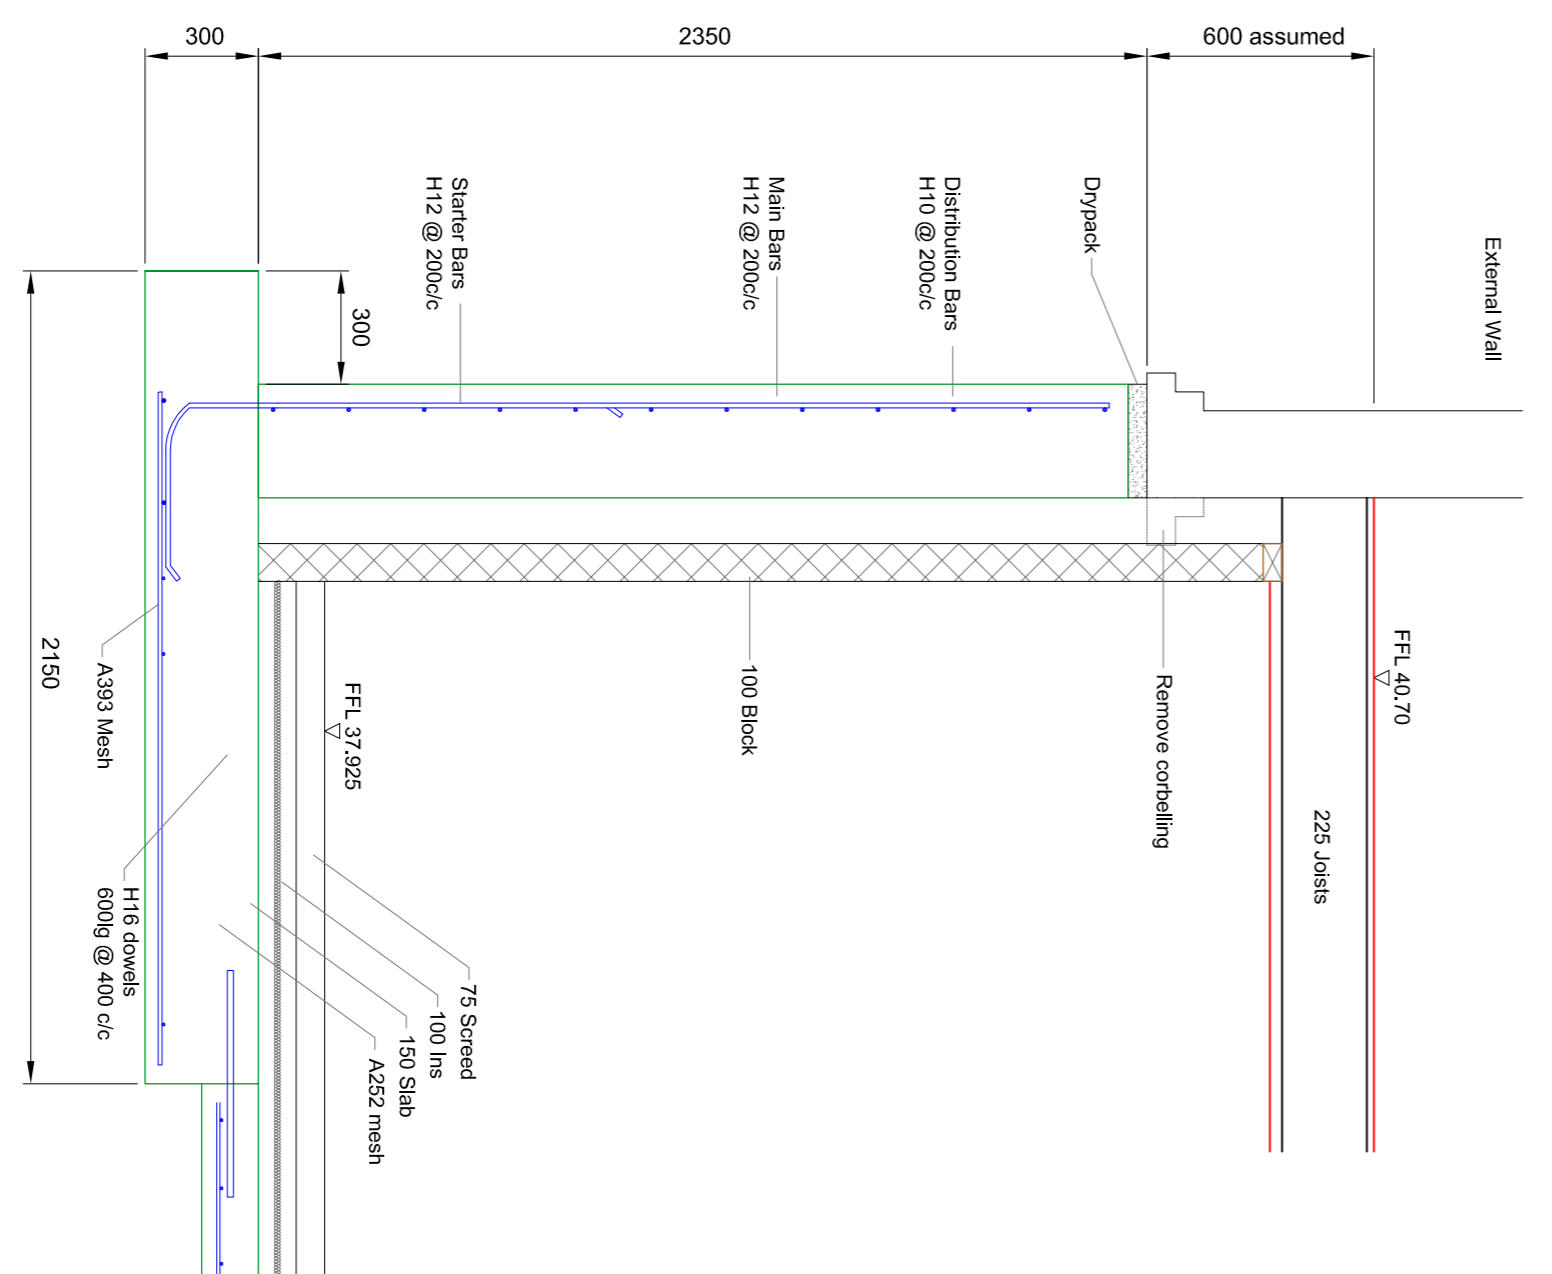 300
2350
600 assumed
External Wall
Drypack
Distribution Bars
H10 @ 200c/c
Main Bars
H12 @ 200c/c
Starter Bars
H12 @ 200c/c
300
2150
FFL 40.70
225 Joists
Remove corbelling
100 Block
FFL 37.925
A393 Mesh
H16 dowels
600lg @ 400 c/c
75 Screed
100 Ins
150 Slab
A252 mesh